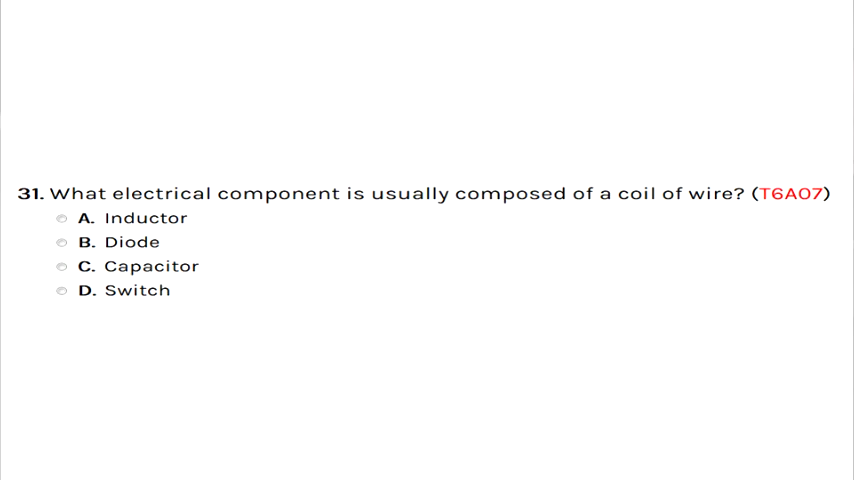 31. What electrical component is usually composed of a coil of wire? (T6A07)
A. Inductor
B. Diode
C. Capacitor
D. Switch